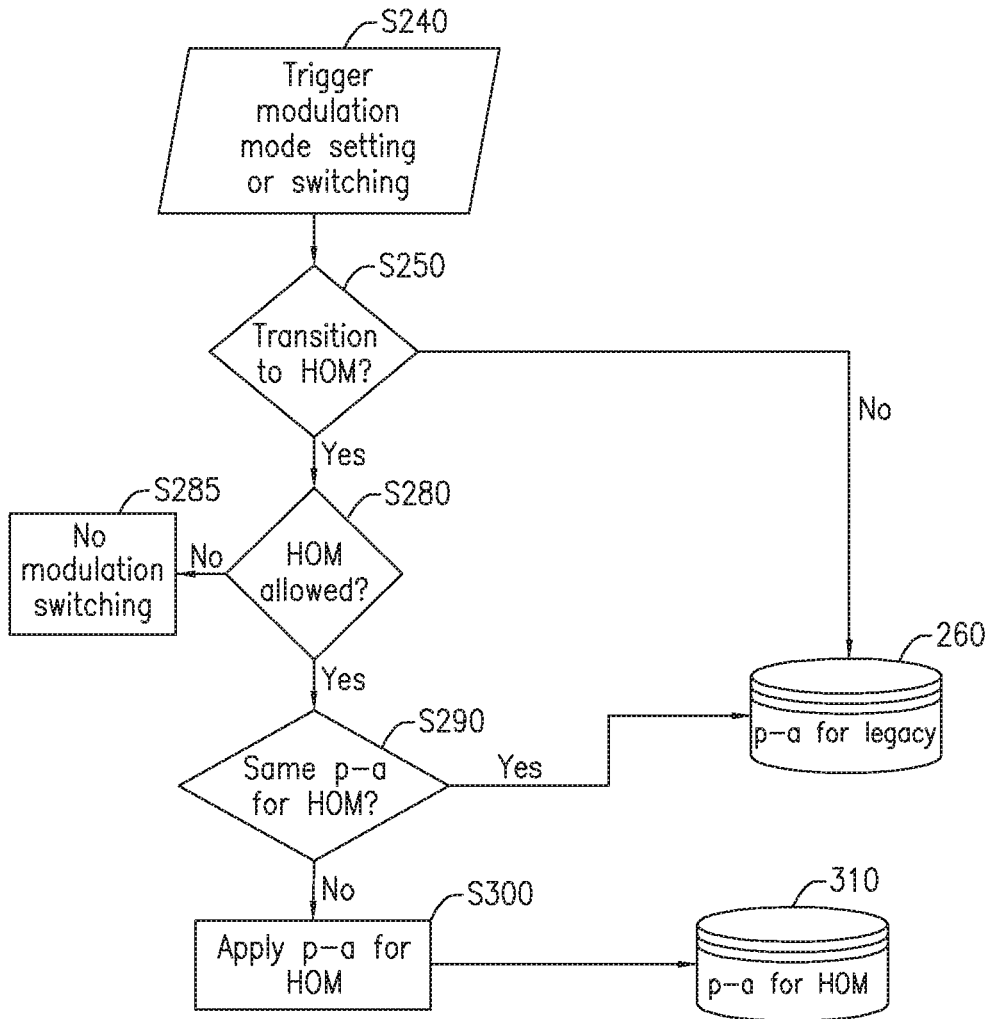 S240
Trigger
modulation
mode setting
or switching
S250
Transition
to HOM?
No
Yes
S285
No
modulation
switching
No
S280
HOM
allowed?
Yes
260
p-a for legacy
S290
Same p-a
for HOM?
Yes
No
S300
Apply p-a for
HOM
310
p-a for HOM